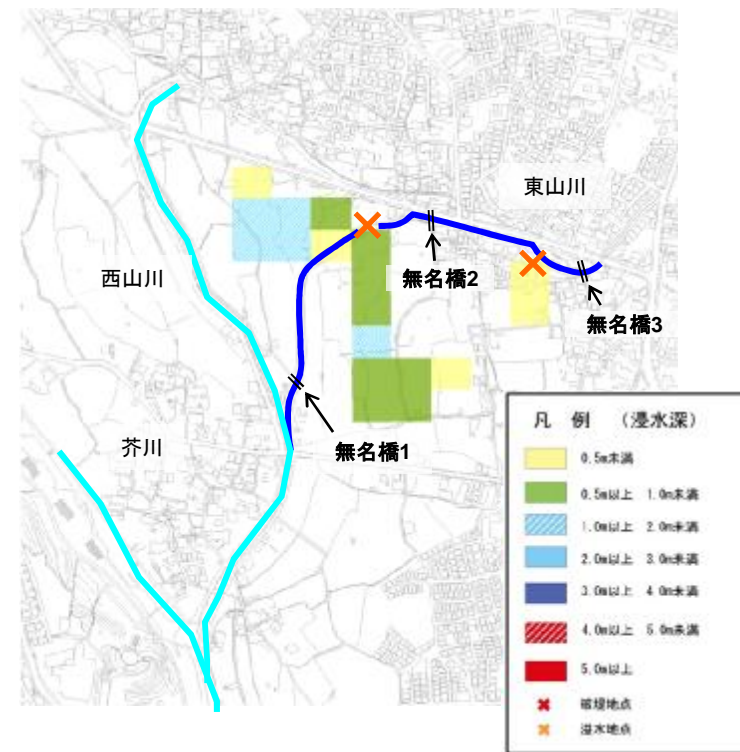 東山川
西山川
無名橋2
無名橋3
芥川
無名橋1
凡 例 (浸水深)
0.5m未満
0.5m以上 1.0m未満
1.0m以上 2.0m未満
2.0m以上 3.0m未満
3.0m以上 4.0m未満
4.0m以上 5.0m未満
5.0m以上
破堤地点
溢水地点